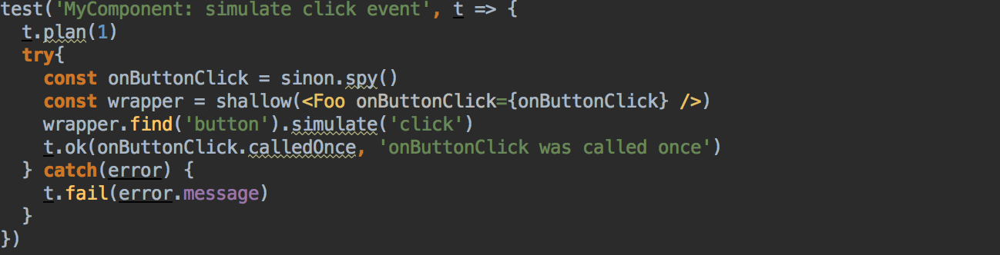 test('MyComponent: simulate click event', t => {
  t.plan(1)
  try{
    const onButtonClick = sinon.spy()
    const wrapper = shallow(<Foo onButtonClick={onButtonClick} />)
    wrapper.find('button').simulate('click')
    t.ok(onButtonClick.calledOnce, 'onButtonClick was called once')
  } catch(error) {
    t.fail(error.message)
  }
})